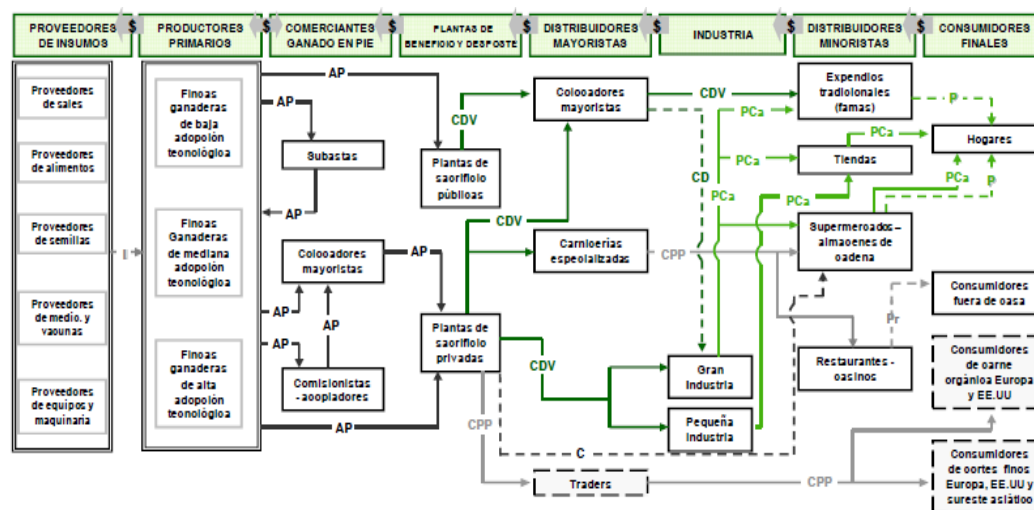 PROVEEDORES
DE INSUMOS
$
PRODUCTORES
PRIMARIOS
$
COMERCIANTES
GANADO EN PIE
$
PLANTAS DE
BENEFICIO Y DESPOSTE
$
DISTRIBUIDORES
MAYORISTAS
$
INDUSTRIA
$
DISTRIBUIDORES
MINORISTAS
$
CONSUMIDORES
FINALES
Proveedores
de sales
Proveedores
de alimentos
Proveedores
de semillas
Proveedores
de medic. y
vacunas
Proveedores
de equipos y
maquinaria
I
Fincas
ganaderas
de baja
adopción
tecnológica
Fincas
Ganaderas
de mediana
adopción
tecnológica
Fincas
ganaderas
de alta
adopción
tecnológica
AP
AP
Subastas
AP
Colocadores
mayoristas
AP
AP
AP
AP
Comisionistas
- acopladores
AP
CDV
Plantas de
sacrificio
públicas
CDV
Plantas de
sacrificio
privadas
CDV
CPP
C
Colocadores
mayoristas
CDV
Carnicerías
especializadas
CPP
CD
Traders
CPP
Gran
Industria
Pequeña
Industria
PCa
PCa
PCa
PCa
Expendios
tradicionales
(famas)
P
Tiendas
PCa
Supermercados –
almacenes de
cadena
PCa
P
Restaurantes -
casinos
Pr
Hogares
Consumidores
fuera de casa
Consumidores
de carne
orgánica Europa
y EE.UU
Consumidores
de cortes finos
Europa, EE.UU y
sureste asiático